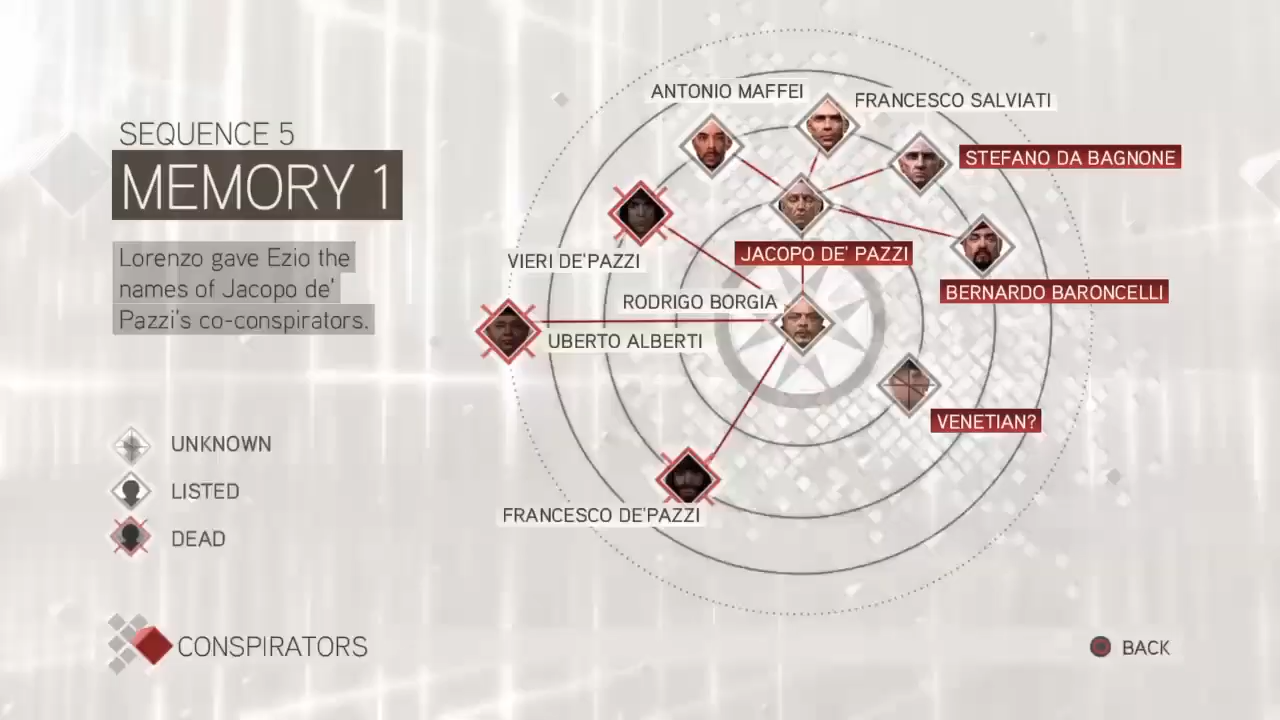 SEQUENCE 5
MEMORY 1
Lorenzo gave Ezio the
names of Jacopo de'
Pazzi's co-conspirators.
UNKNOWN
LISTED
DEAD
CONSPIRATORS
ANTONIO MAFFEI
FRANCESCO SALVIATI
STEFANO DA BAGNONE
VIERI DE'PAZZI
JACOPO DE' PAZZI
BERNARDO BARONCELLI
RODRIGO BORGIA
UBERTO ALBERTI
VENETIAN?
FRANCESCO DE'PAZZI
BACK